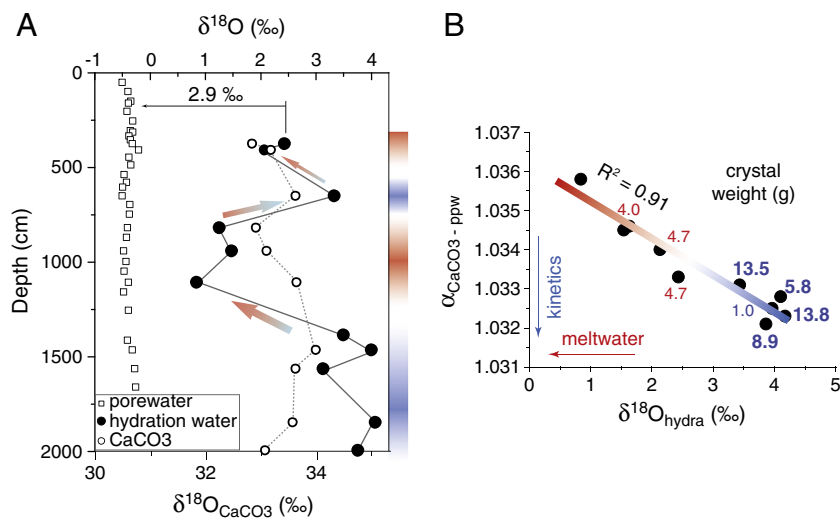 A
δ18O (‰)
-1 0 1 2 3 4
0
500
1000
1500
2000
Depth (cm)
2.9 ‰
porewater
hydration water
CaCO3
30 32 34
δ18OCaCO3 (‰)
B
1.037
1.036
1.035
1.034
1.033
1.032
1.031
αCaCO3 - ppw
R2 = 0.91
crystal
weight (g)
4.0
4.7
4.7
13.5
5.8
1.0
13.8
8.9
kinetics
meltwater
0 1 2 3 4 5
δ18Ohydra (‰)